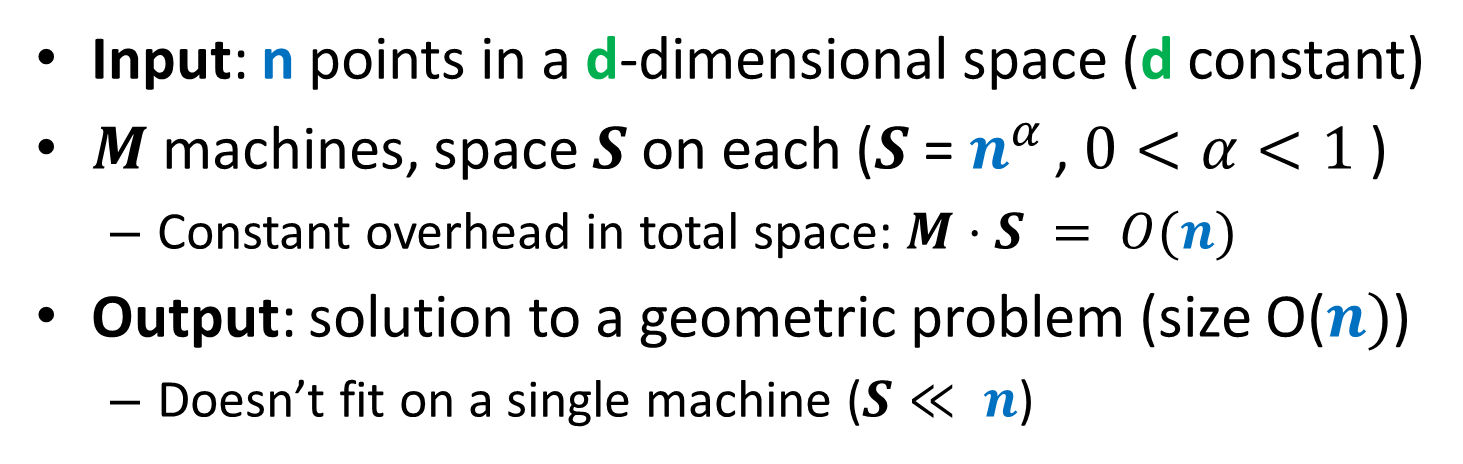 • Input: n points in a d-dimensional space (d constant)
• M machines, space S on each (S = n^α , 0 < α < 1 )
– Constant overhead in total space: M · S = O(n)
• Output: solution to a geometric problem (size O(n))
– Doesn’t fit on a single machine (S ≪ n)